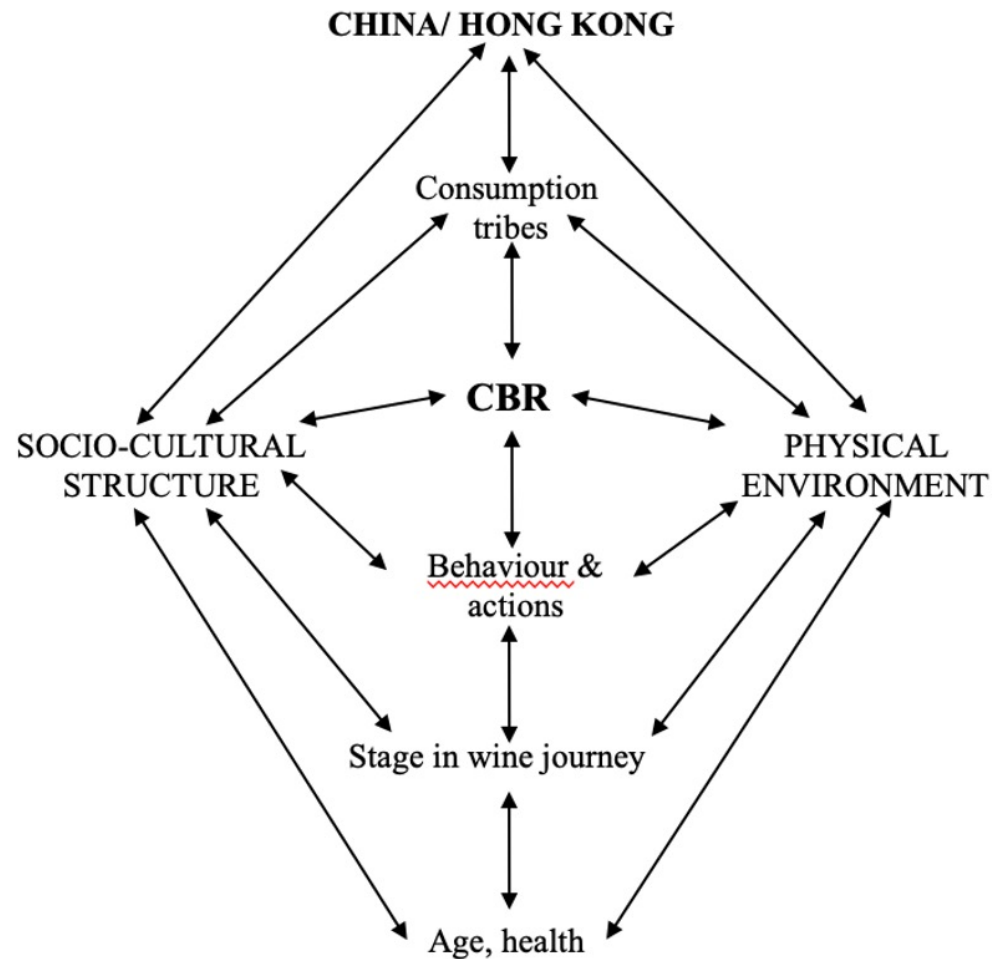 CHINA/ HONG KONG
Consumption
tribes
CBR
SOCIO-CULTURAL
STRUCTURE
PHYSICAL
ENVIRONMENT
Behaviour &
actions
Stage in wine journey
Age, health